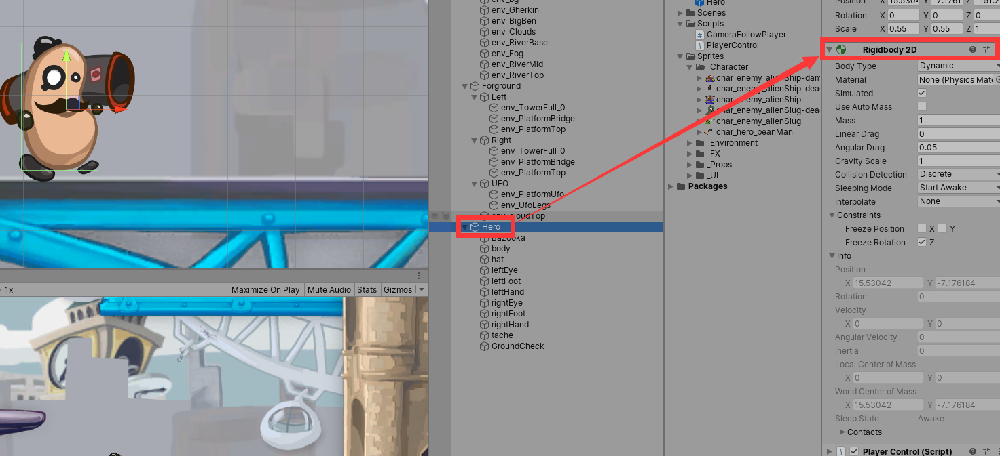 1x
Maximize On Play
Mute Audio
Stats
Gizmos
env_bg
env_Gherkin
env_BigBen
env_Clouds
env_RiverBase
env_Fog
env_RiverMid
env_RiverTop
Forground
Left
env_TowerFull_0
env_PlatformBridge
env_PlatformTop
Right
env_TowerFull_0
env_PlatformBridge
env_PlatformTop
UFO
env_PlatformUfo
env_UfoLegs
env_cloudTop
Hero
Bazooka
body
hat
leftEye
leftFoot
leftHand
rightEye
rightFoot
rightHand
tache
GroundCheck
Hero
Scenes
Scripts
CameraFollowPlayer
PlayerControl
Sprites
_Character
char_enemy_alienShip-dam
char_enemy_alienShip-dea
char_enemy_alienShip
char_enemy_alienSlug-dea
char_enemy_alienSlug
char_hero_beanMan
_Environment
_FX
_Props
_UI
Packages
Position X 15.5304 Y -7.1761 Z -151.2
Rotation X 0 Y 0 Z 0
Scale X 0.55 Y 0.55 Z 1
Rigidbody 2D
Body Type Dynamic
Material None (Physics Mate
Simulated
Use Auto Mass
Mass 1
Linear Drag 0
Angular Drag 0.05
Gravity Scale 1
Collision Detection Discrete
Sleeping Mode Start Awake
Interpolate None
Constraints
Freeze Position X Y
Freeze Rotation Z
Info
Position
X 15.53042 Y -7.176184
Rotation 0
Velocity
X 0 Y 0
Angular Velocity 0
Inertia 0
Local Center of Mass
X 0 Y 0
World Center of Mass
X 15.53042 Y -7.176184
Sleep State Awake
Contacts
# Player Control (Script)